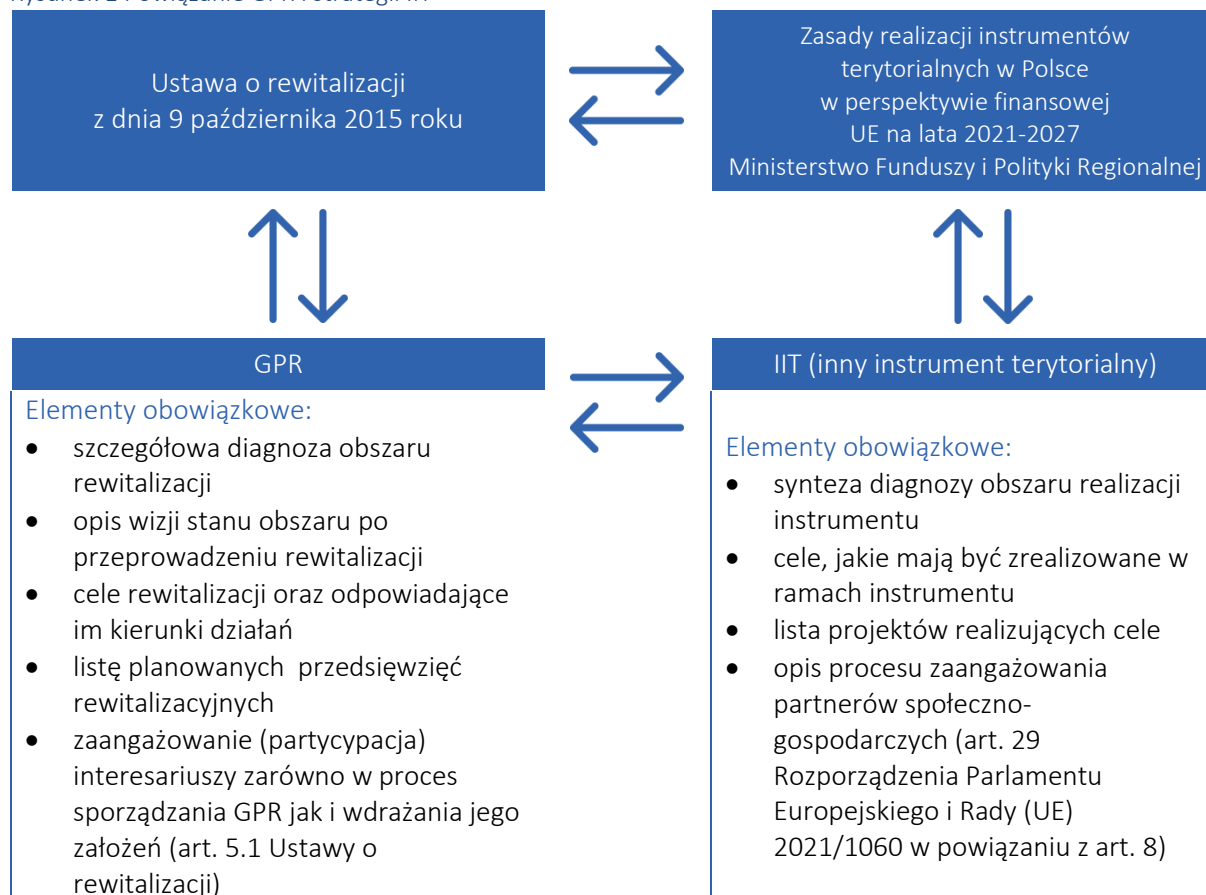 Ustawa o rewitalizacji
z dnia 9 października 2015 roku
Zasady realizacji instrumentów
terytorialnych w Polsce
w perspektywie finansowej
UE na lata 2021-2027
Ministerstwo Funduszy i Polityki Regionalnej
GPR
Elementy obowiązkowe:
• szczegółowa diagnoza obszaru
rewitalizacji
• opis wizji stanu obszaru po
przeprowadzeniu rewitalizacji
• cele rewitalizacji oraz odpowiadające
im kierunki działań
• listę planowanych  przedsięwzięć
rewitalizacyjnych
• zaangażowanie (partycypacja)
interesariuszy zarówno w proces
sporządzania GPR jak i wdrażania jego
założeń (art. 5.1 Ustawy o
rewitalizacji)
IIT (inny instrument terytorialny)
Elementy obowiązkowe:
• synteza diagnozy obszaru realizacji
instrumentu
• cele, jakie mają być zrealizowane w
ramach instrumentu
• lista projektów realizujących cele
• opis procesu zaangażowania
partnerów społeczno-
gospodarczych (art. 29
Rozporządzenia Parlamentu
Europejskiego i Rady (UE)
2021/1060 w powiązaniu z art. 8)